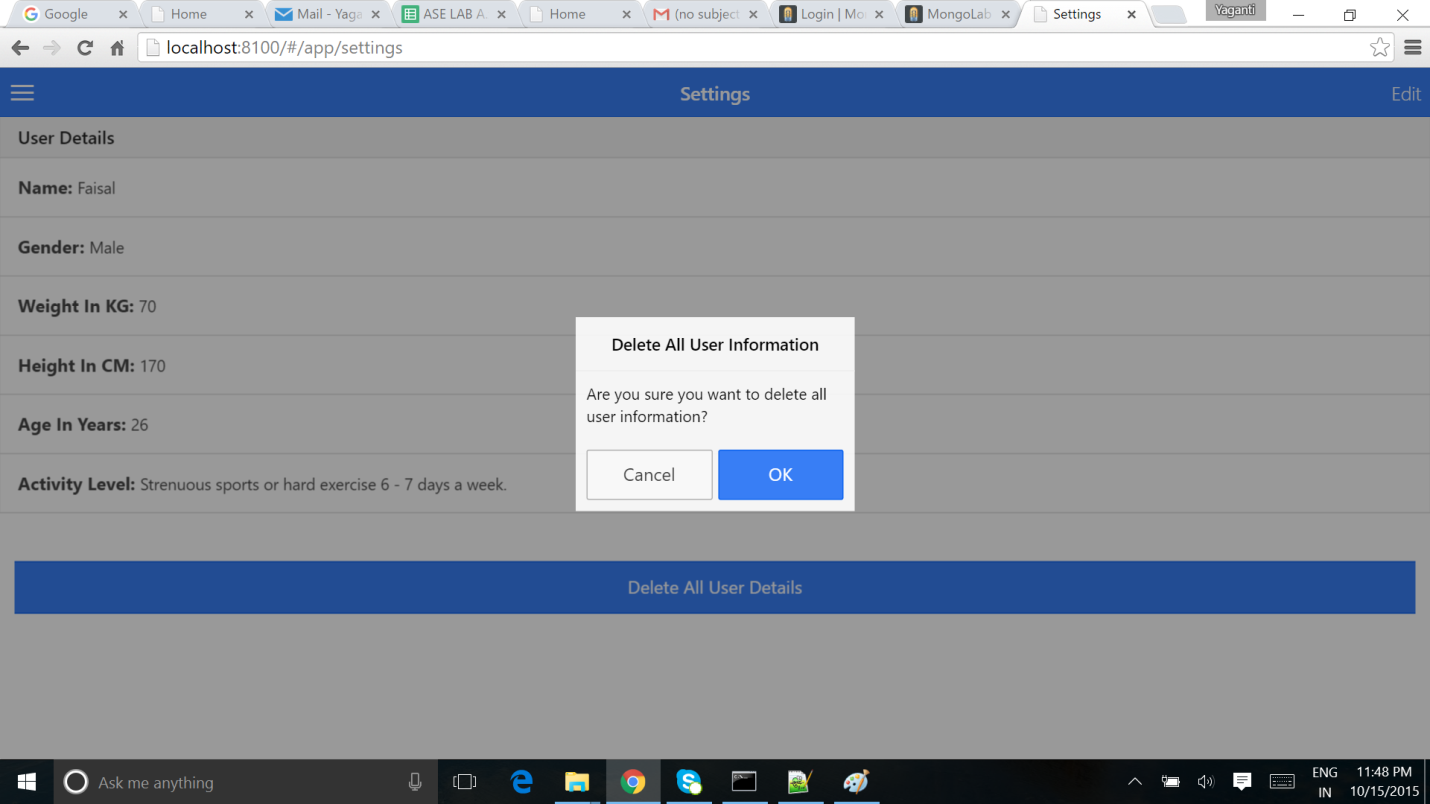 Google
Home
Mail - Yaga
ASE LAB A
Home
(no subject
Login | Mo
MongoLab
Settings
Yaganti
localhost:8100/#/app/settings
Settings
Edit
User Details
Name: Faisal
Gender: Male
Weight In KG: 70
Height In CM: 170
Age In Years: 26
Activity Level: Strenuous sports or hard exercise 6 - 7 days a week.
Delete All User Information
Are you sure you want to delete all
user information?
Cancel
OK
Delete All User Details
Ask me anything
ENG
IN
11:48 PM
10/15/2015